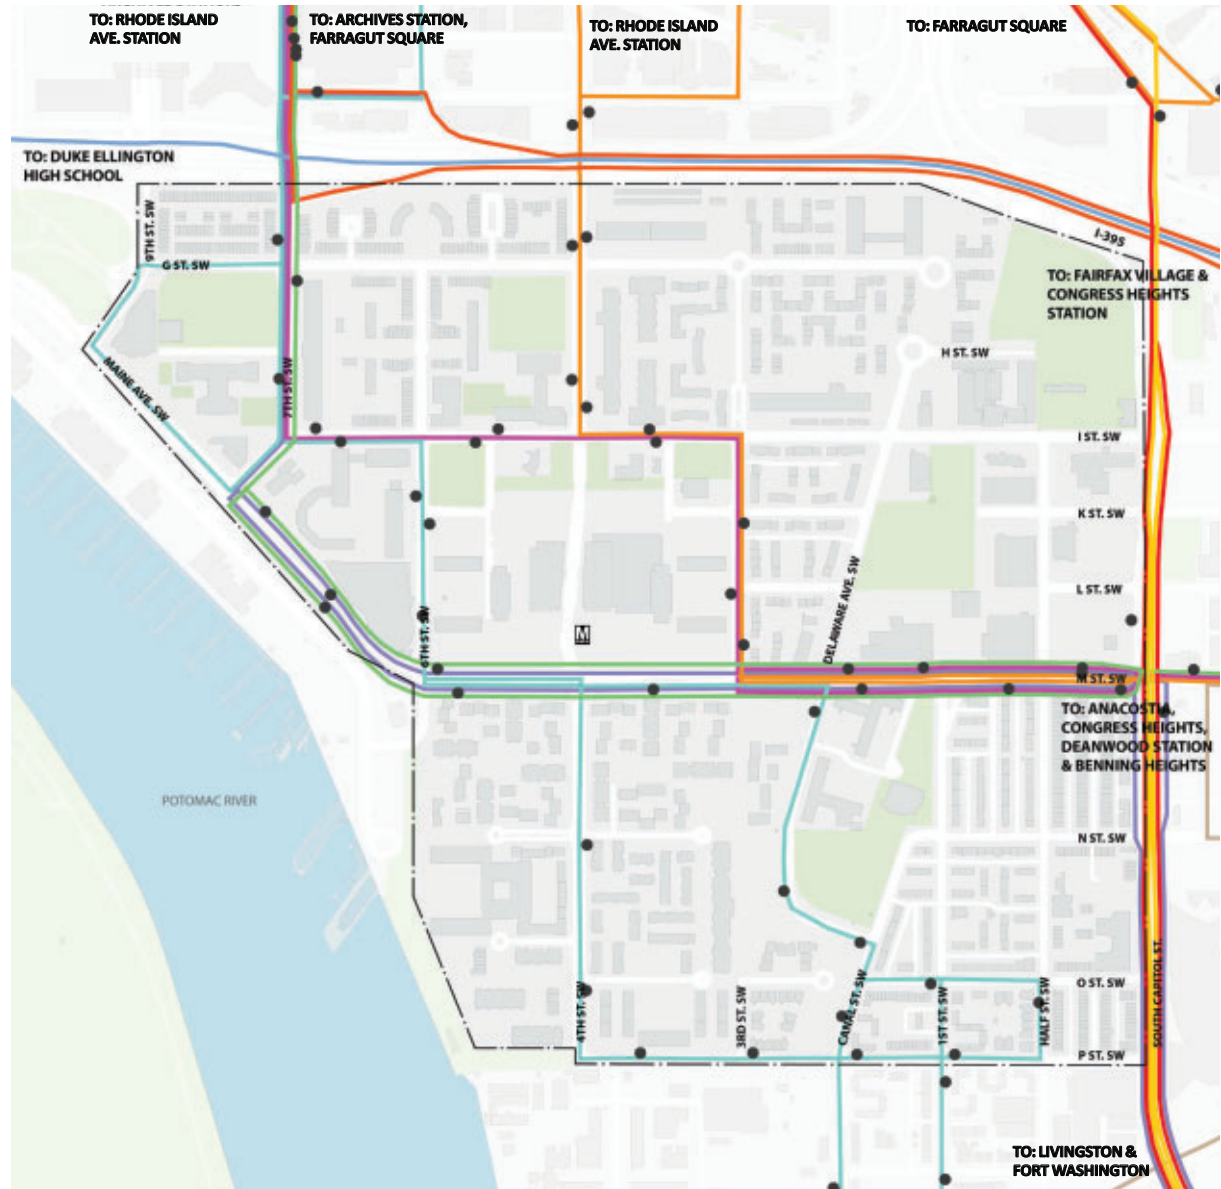 TO: RHODE ISLAND
AVE. STATION
TO: ARCHIVES STATION,
FARRAGUT SQUARE
TO: RHODE ISLAND
AVE. STATION
TO: FARRAGUT SQUARE
TO: DUKE ELLINGTON
HIGH SCHOOL
9TH ST. SW
G ST. SW
I-395
TO: FAIRFAX VILLAGE &
CONGRESS HEIGHTS
STATION
H ST. SW
MAINE AVE. SW
7TH ST. SW
I ST. SW
K ST. SW
L ST. SW
DELAWARE AVE. SW
6TH ST. SW
M
M ST. SW
TO: ANACOSTIA,
CONGRESS HEIGHTS,
DEANWOOD STATION
& BENNING HEIGHTS
POTOMAC RIVER
N ST. SW
SOUTH CAPITOL ST.
O ST. SW
4TH ST. SW
3RD ST. SW
CANAL ST. SW
1ST ST. SW
HALF ST. SW
P ST. SW
TO: LIVINGSTON &
FORT WASHINGTON